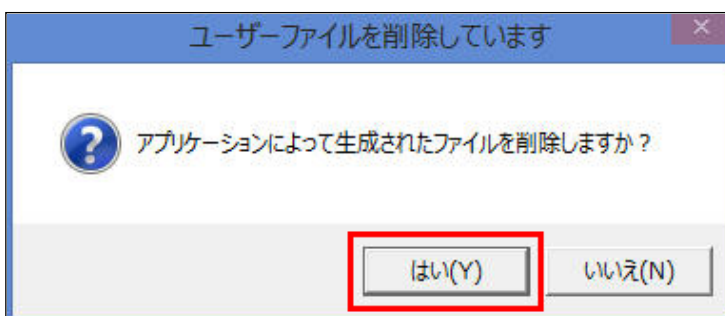 ユーザーファイルを削除しています
アプリケーションによって生成されたファイルを削除しますか？
はい(Y)
いいえ(N)